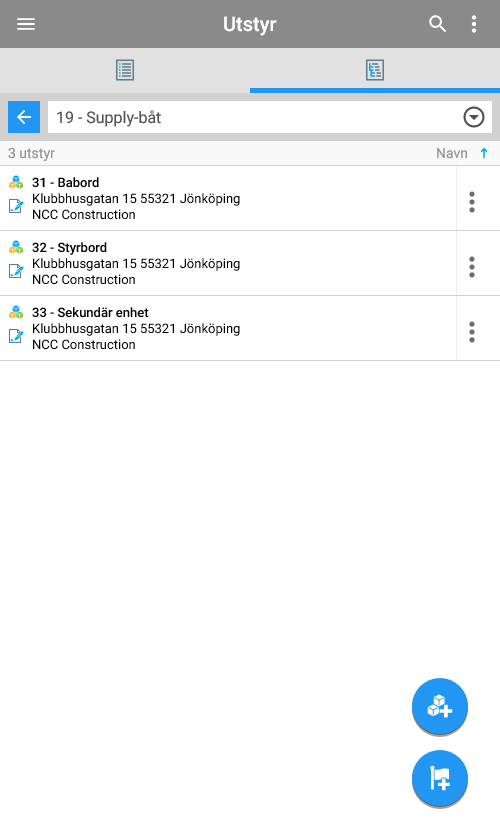 Utstyr
19 - Supply-båt
3 utstyr Navn
31 - Babord
Klubbhusgatan 15 55321 Jönköping
NCC Construction
32 - Styrbord
Klubbhusgatan 15 55321 Jönköping
NCC Construction
33 - Sekundär enhet
Klubbhusgatan 15 55321 Jönköping
NCC Construction